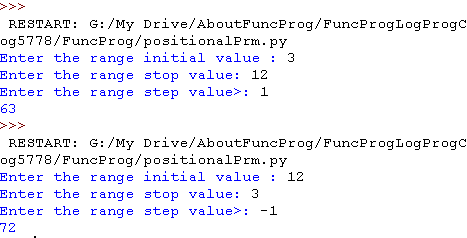 >>>
RESTART: G:/My Drive/AboutFuncProg/FuncProgLogProgC
og5778/FuncProg/positionalPrm.py
Enter the range initial value : 3
Enter the range stop value: 12
Enter the range step value>: 1
63
>>>
RESTART: G:/My Drive/AboutFuncProg/FuncProgLogProgC
og5778/FuncProg/positionalPrm.py
Enter the range initial value : 12
Enter the range stop value: 3
Enter the range step value>: -1
72